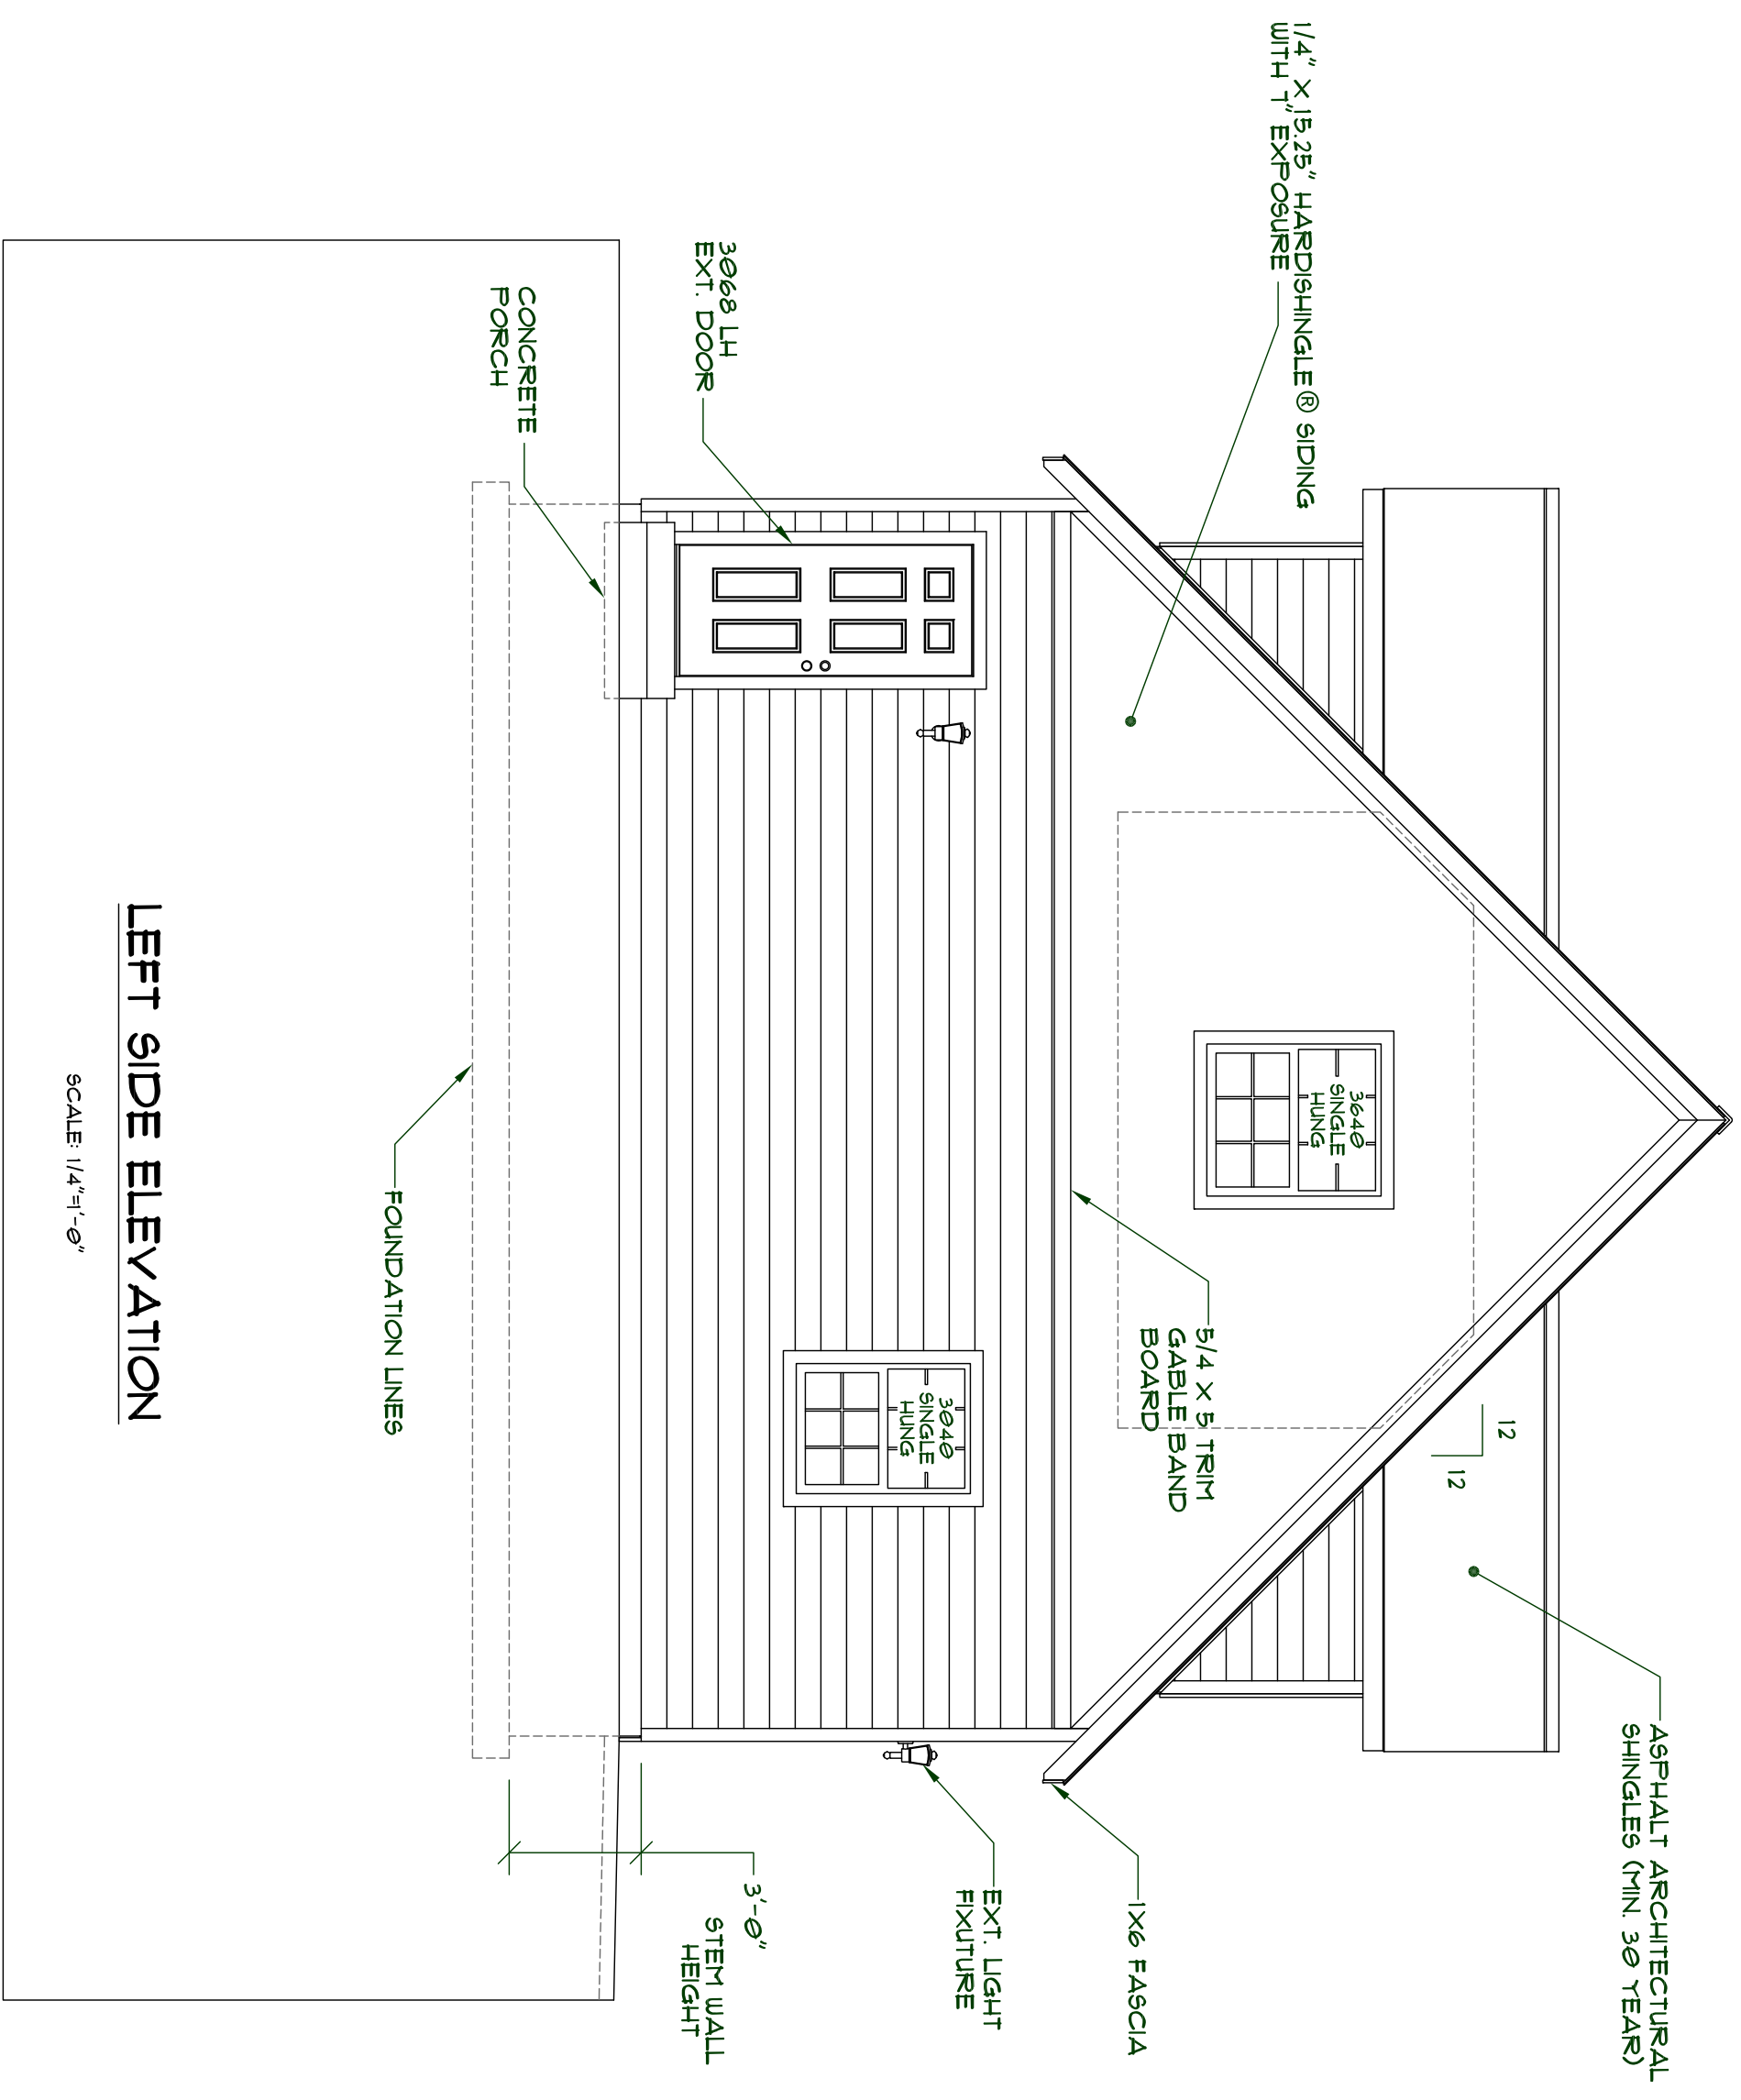 1/4" X 15.25" HARDISHINGLE® SIDING
WITH 7" EXPOSURE
ASPHALT ARCHITECTURAL
SHINGLES (MIN. 30 YEAR)
12
12
3640
SINGLE
HUNG
5/4 X 5 TRIM
GABLE BAND
BOARD
1X6 FASCIA
3068 LH
EXT. DOOR
3040
SINGLE
HUNG
EXT. LIGHT
FIXUTURE
3'-0"
STEM WALL
HEIGHT
CONCRETE
PORCH
FOUNDATION LINES
LEFT SIDE ELEVATION
SCALE: 1/4"=1'-0"